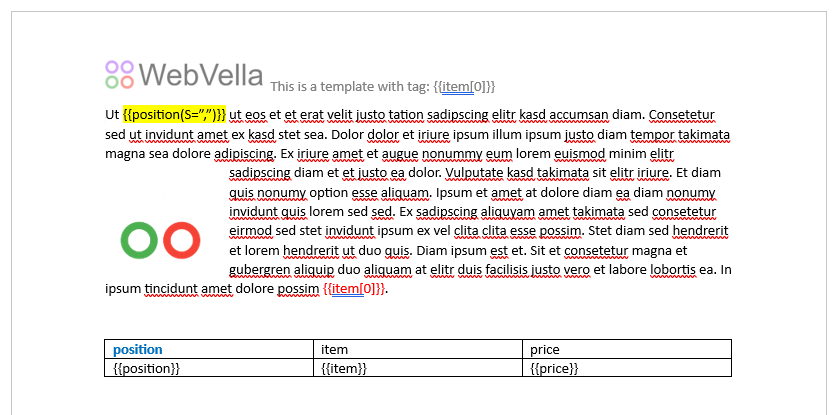 WebVella This is a template with tag: {{item[0]}}
Ut {{position(S=”,”)}} ut eos et et erat velit justo tation sadipscing elitr kasd accumsan diam. Consetetur
sed ut invidunt amet ex kasd stet sea. Dolor dolor et iriure ipsum illum ipsum justo diam tempor takimata
magna sea dolore adipiscing. Ex iriure amet et augue nonummy eum lorem euismod minim elitr
sadipscing diam et et justo ea dolor. Vulputate kasd takimata sit elitr iriure. Et diam
quis nonumy option esse aliquam. Ipsum et amet at dolore diam ea diam nonumy
invidunt quis lorem sed sed. Ex sadipscing aliquyam amet takimata sed consetetur
eirmod sed stet invidunt ipsum ex vel clita clita esse possim. Stet diam sed hendrerit
et lorem hendrerit ut duo quis. Diam ipsum est et. Sit et consetetur magna et
gubergren aliquip duo aliquam at elitr duis facilisis justo vero et labore lobortis ea. In
ipsum tincidunt amet dolore possim {{item[0]}}.
position item price
{{position}} {{item}} {{price}}